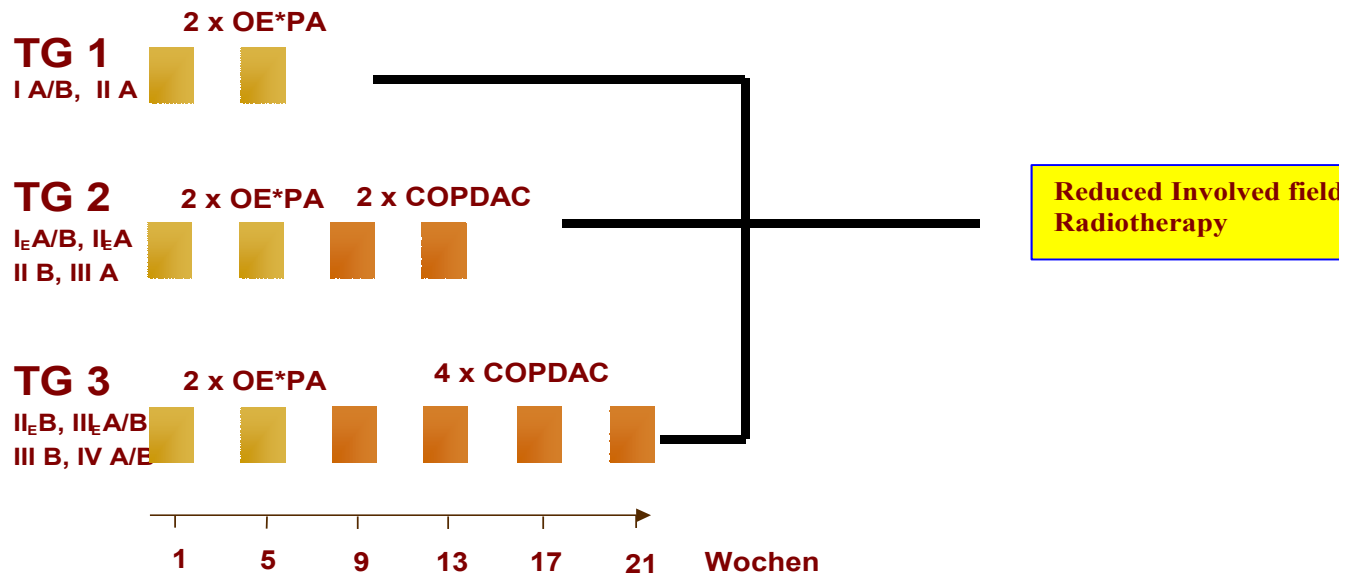 2 x OE*PA
TG 1
I A/B, II A
TG 2
2 x OE*PA
2 x COPDAC
IEA/B, IIEA
II B, III A
Reduced Involved field
Radiotherapy
TG 3
2 x OE*PA
4 x COPDAC
IIEB, IIIEA/B
III B, IV A/B
1 5 9 13 17 21 Wochen